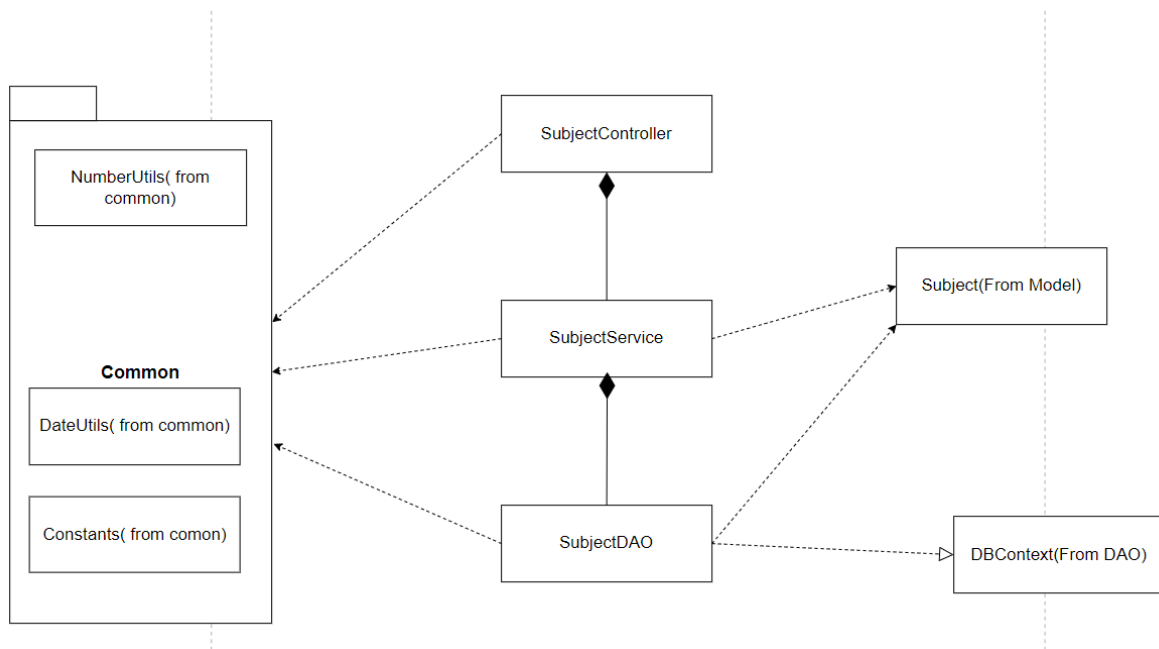 SubjectController
NumberUtils( from
common)
Subject(From Model)
SubjectService
Common
DateUtils( from common)
Constants( from comon)
SubjectDAO
DBContext(From DAO)